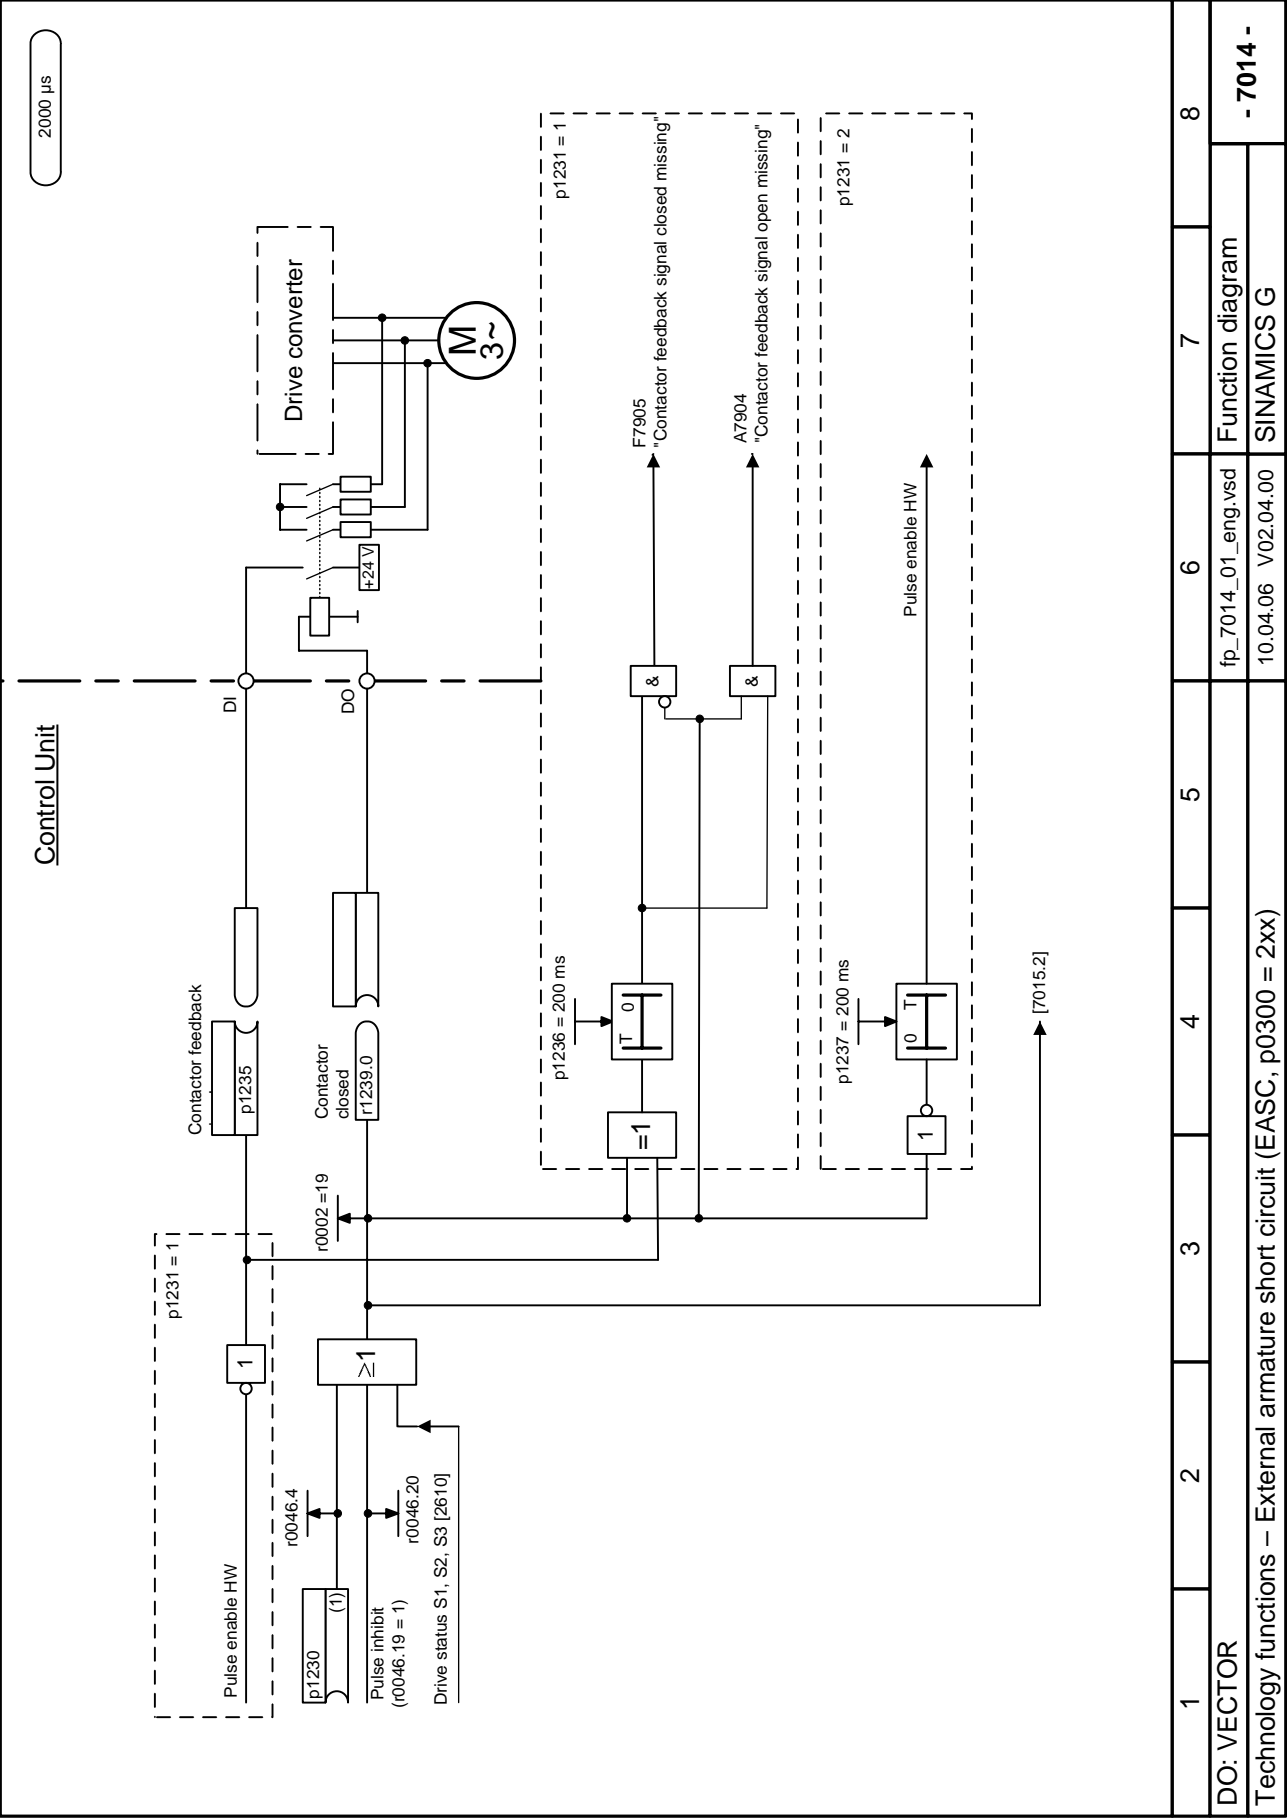 2000 µs
Control Unit
p1231 = 1
Pulse enable HW
1
Contactor feedback
p1235
DI
r0046.4
p1230
(1)
Pulse inhibit
(r0046.19 = 1)
r0046.20
Drive status S1, S2, S3 [2610]
≥1
r0002 =19
Contactor
closed
r1239.0
DO
+24 V
Drive converter
M
3~
p1231 = 1
p1236 = 200 ms
=1
T 0
&
F7905
"Contactor feedback signal closed missing"
&
A7904
"Contactor feedback signal open missing"
p1231 = 2
p1237 = 200 ms
1
0 T
Pulse enable HW
[7015.2]
1 2 3 4 5 6 7 8
DO: VECTOR
fp_7014_01_eng.vsd
Function diagram
- 7014 -
Technology functions – External armature short circuit (EASC, p0300 = 2xx)
10.04.06 V02.04.00
SINAMICS G